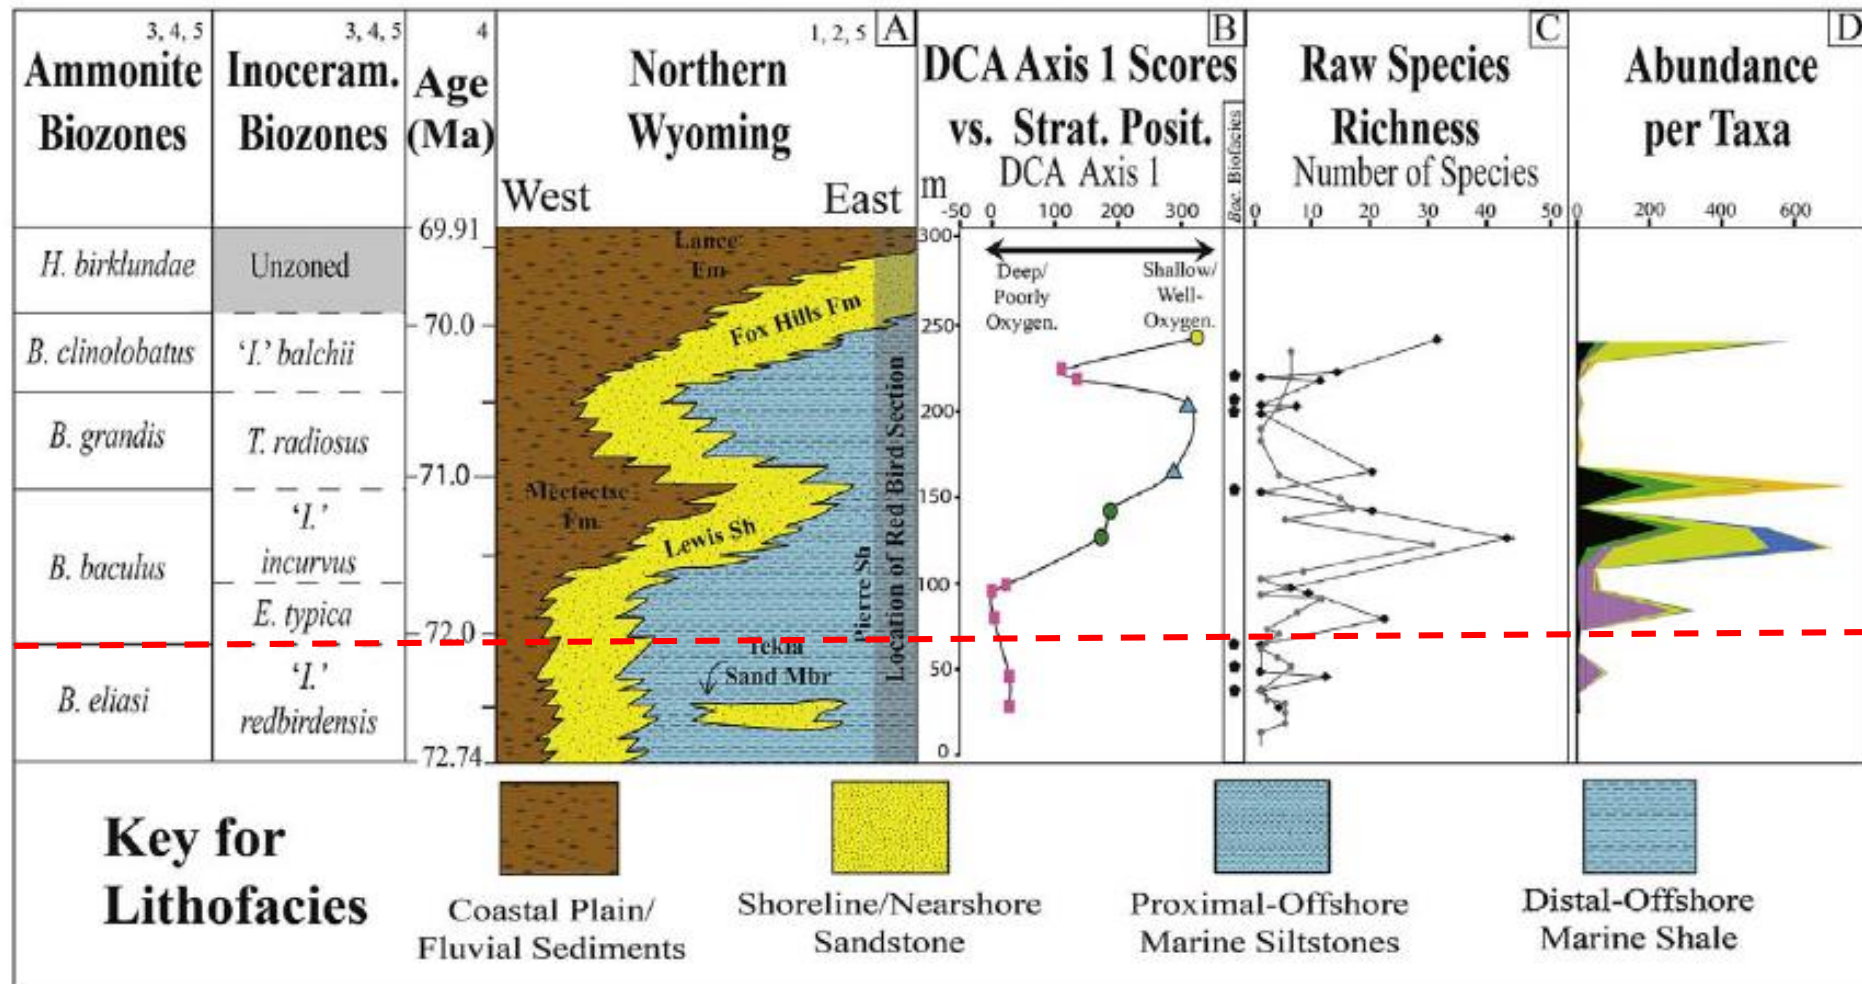 3, 4, 5
Ammonite
Biozones
3, 4, 5
Inoceram.
Biozones
4
Age
(Ma)
1, 2, 5
A
Northern
Wyoming
West
East
B
DCA Axis 1 Scores
vs. Strat. Posit.
DCA Axis 1
m
-50 0 100 200 300
Bac. Biofacies
C
Raw Species
Richness
Number of Species
0 10 20 30 40 50
D
Abundance
per Taxa
0 200 400 600
H. birklundae
B. clinolobatus
B. grandis
B. baculus
B. eliasi
Unzoned
'I.' balchii
T. radiosus
'I.'
incurvus
E. typica
'I.'
redbirdensis
69.91
70.0
71.0
72.0
72.74
Lance
Fm
Fox Hills Fm
Meeteetse
Fm.
Lewis Sh
Pierre Sh
Location of Red Bird Section
Tekla
Sand Mbr
300
250
200
150
100
50
0
Deep/
Poorly
Oxygen.
Shallow/
Well-
Oxygen.
Key for
Lithofacies
Coastal Plain/
Fluvial Sediments
Shoreline/Nearshore
Sandstone
Proximal-Offshore
Marine Siltstones
Distal-Offshore
Marine Shale